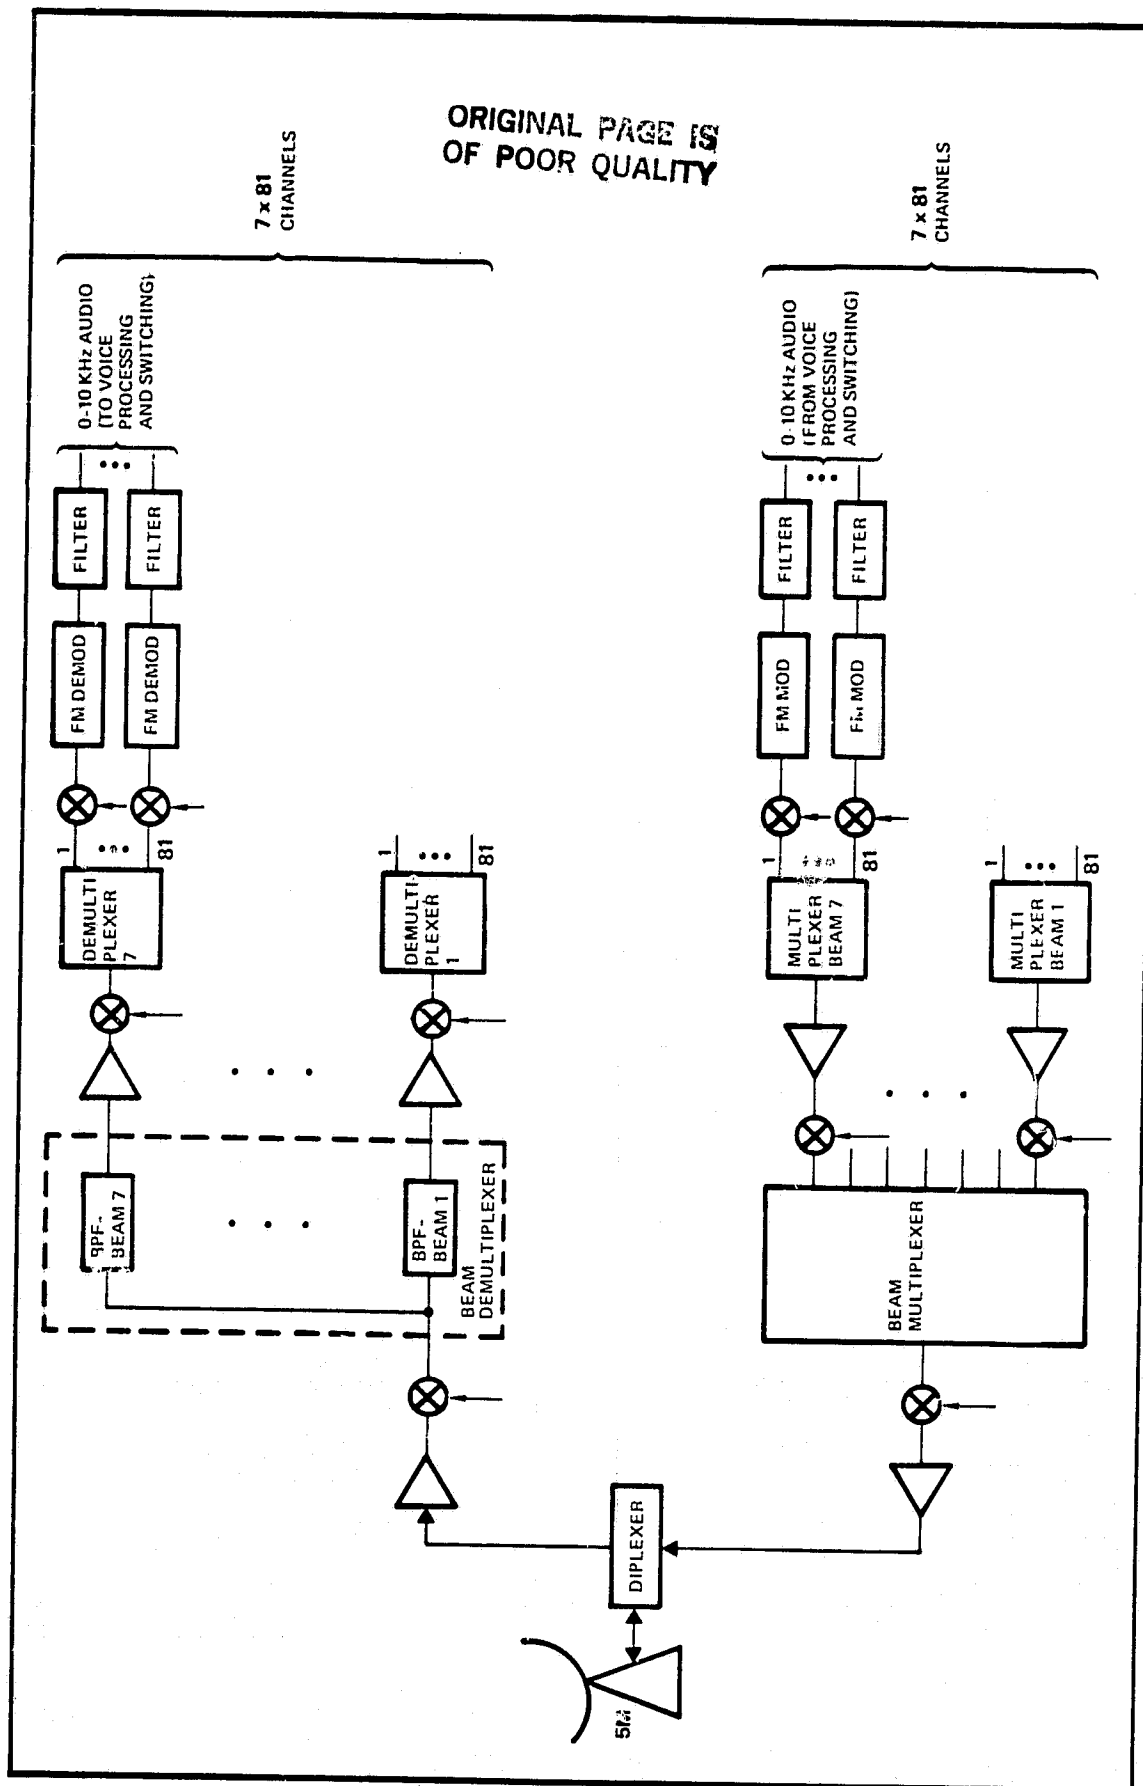 ORIGINAL PAGE IS
OF POOR QUALITY
7 x 81
CHANNELS
0-10 KHz AUDIO
(TO VOICE
PROCESSING
AND SWITCHING)
FILTER
FILTER
FM DEMOD
FM DEMOD
1
81
DEMULTI
PLEXER
7
1
81
DEMULTI-
PLEXER
1
BPF-
BEAM 7
BPF-
BEAM 1
BEAM
DEMULTIPLEXER
DIPLEXER
5M
7 x 81
CHANNELS
0-10 KHz AUDIO
(FROM VOICE
PROCESSING
AND SWITCHING)
FILTER
FILTER
FM MOD
FM MOD
1
81
MULTI
PLEXER
BEAM 7
1
81
MULTI
PLEXER
BEAM 1
BEAM
MULTIPLEXER